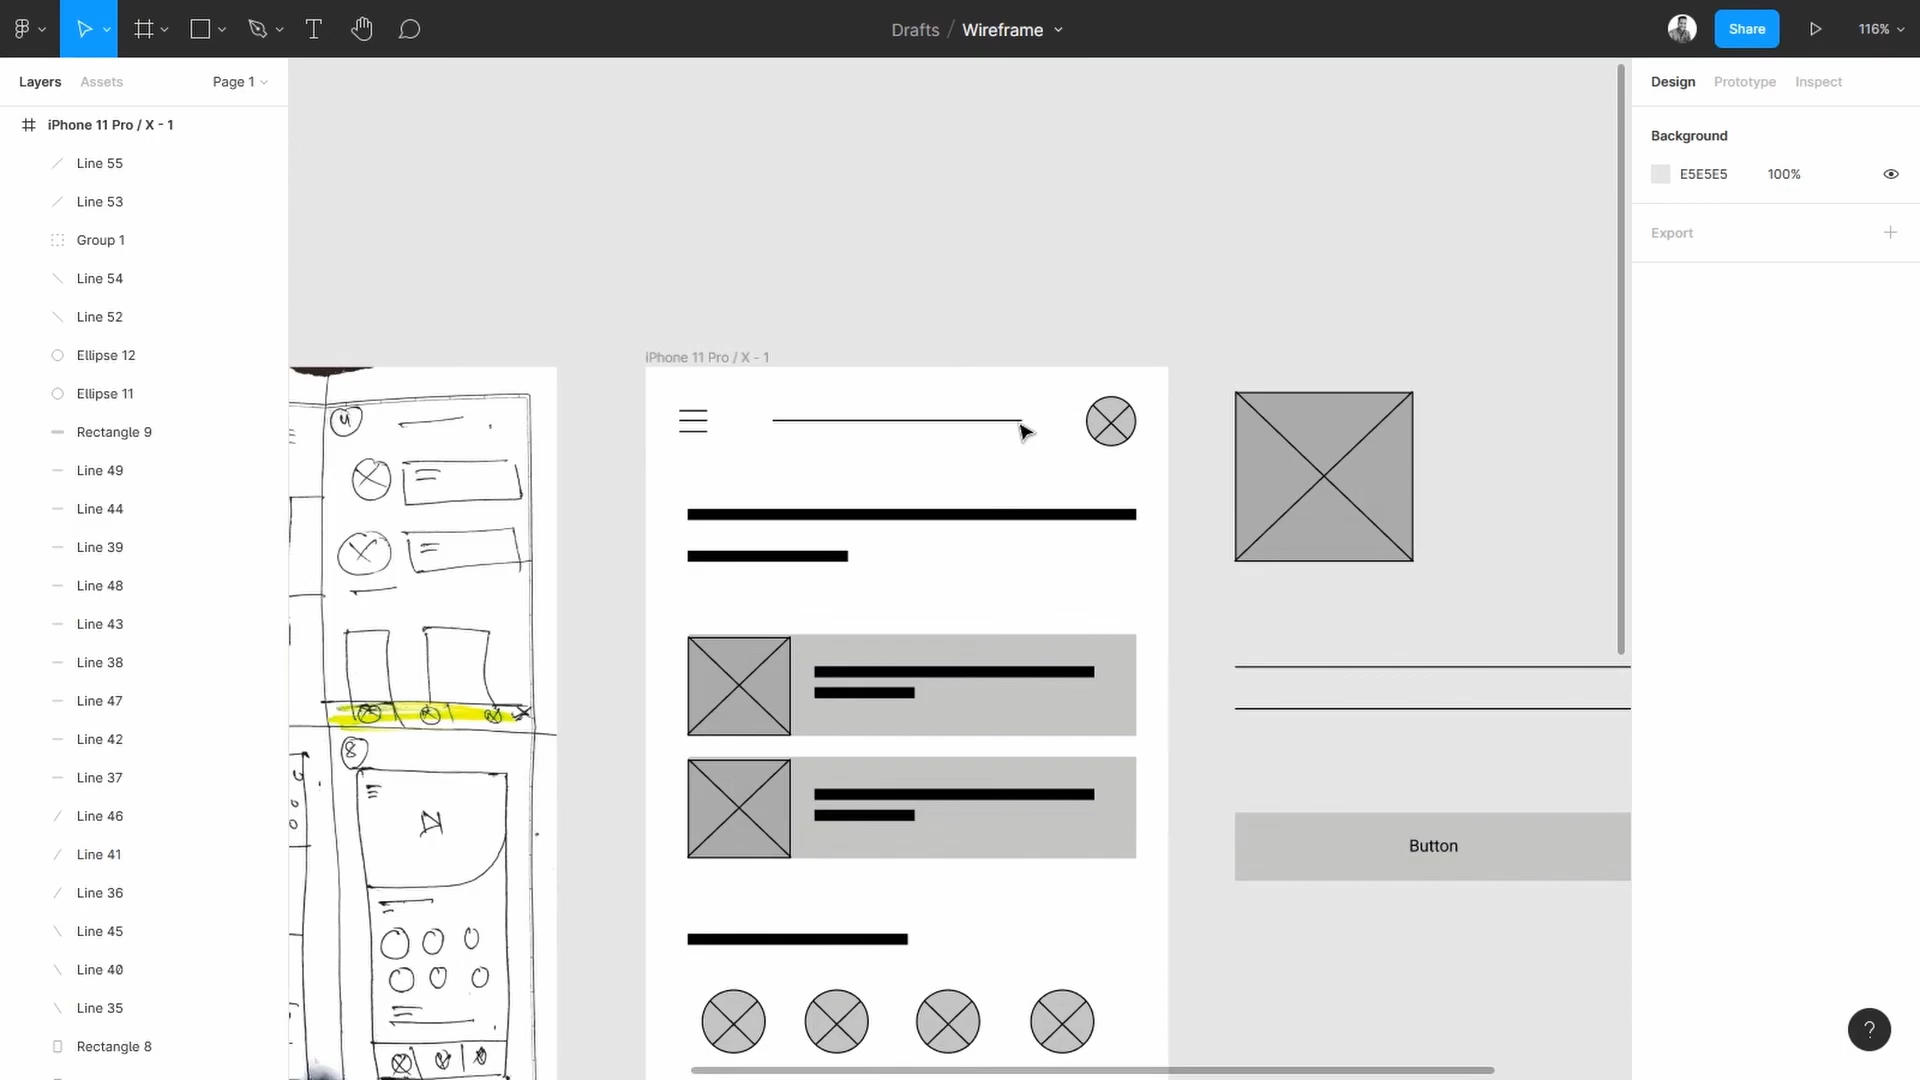 Drafts / Wireframe
Share
116%
Layers
Assets
Page 1
Design
Prototype
Inspect
iPhone 11 Pro / X - 1
Line 55
Line 53
Group 1
Line 54
Line 52
Ellipse 12
Ellipse 11
Rectangle 9
Line 49
Line 44
Line 39
Line 48
Line 43
Line 38
Line 47
Line 42
Line 37
Line 46
Line 41
Line 36
Line 45
Line 40
Line 35
Rectangle 8
iPhone 11 Pro / X - 1
4
8
Button
Background
E5E5E5
100%
Export
?